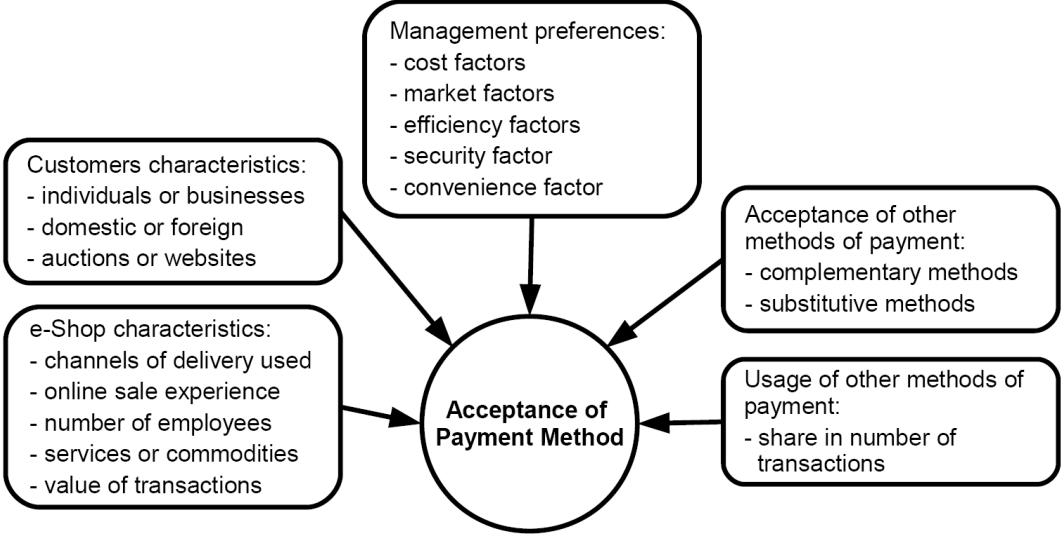 Management preferences:
- cost factors
- market factors
- efficiency factors
- security factor
- convenience factor
Customers characteristics:
- individuals or businesses
- domestic or foreign
- auctions or websites
Acceptance of other
methods of payment:
- complementary methods
- substitutive methods
e-Shop characteristics:
- channels of delivery used
- online sale experience
- number of employees
- services or commodities
- value of transactions
Acceptance of
Payment Method
Usage of other methods of
payment:
- share in number of
transactions